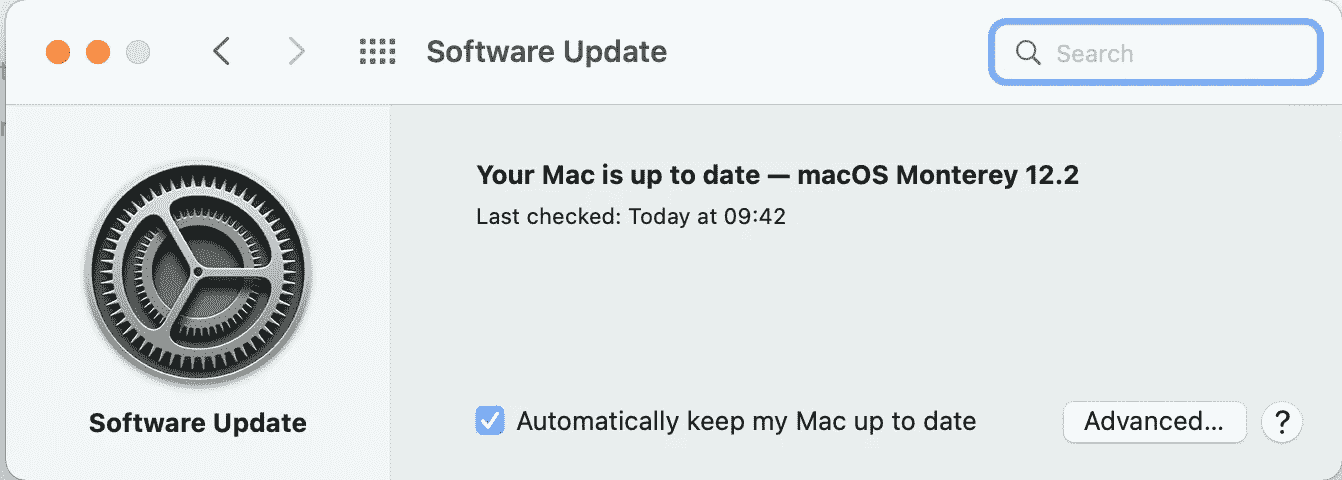 Software Update
Search
Your Mac is up to date — macOS Monterey 12.2
Last checked: Today at 09:42
Software Update
Automatically keep my Mac up to date
Advanced...
?